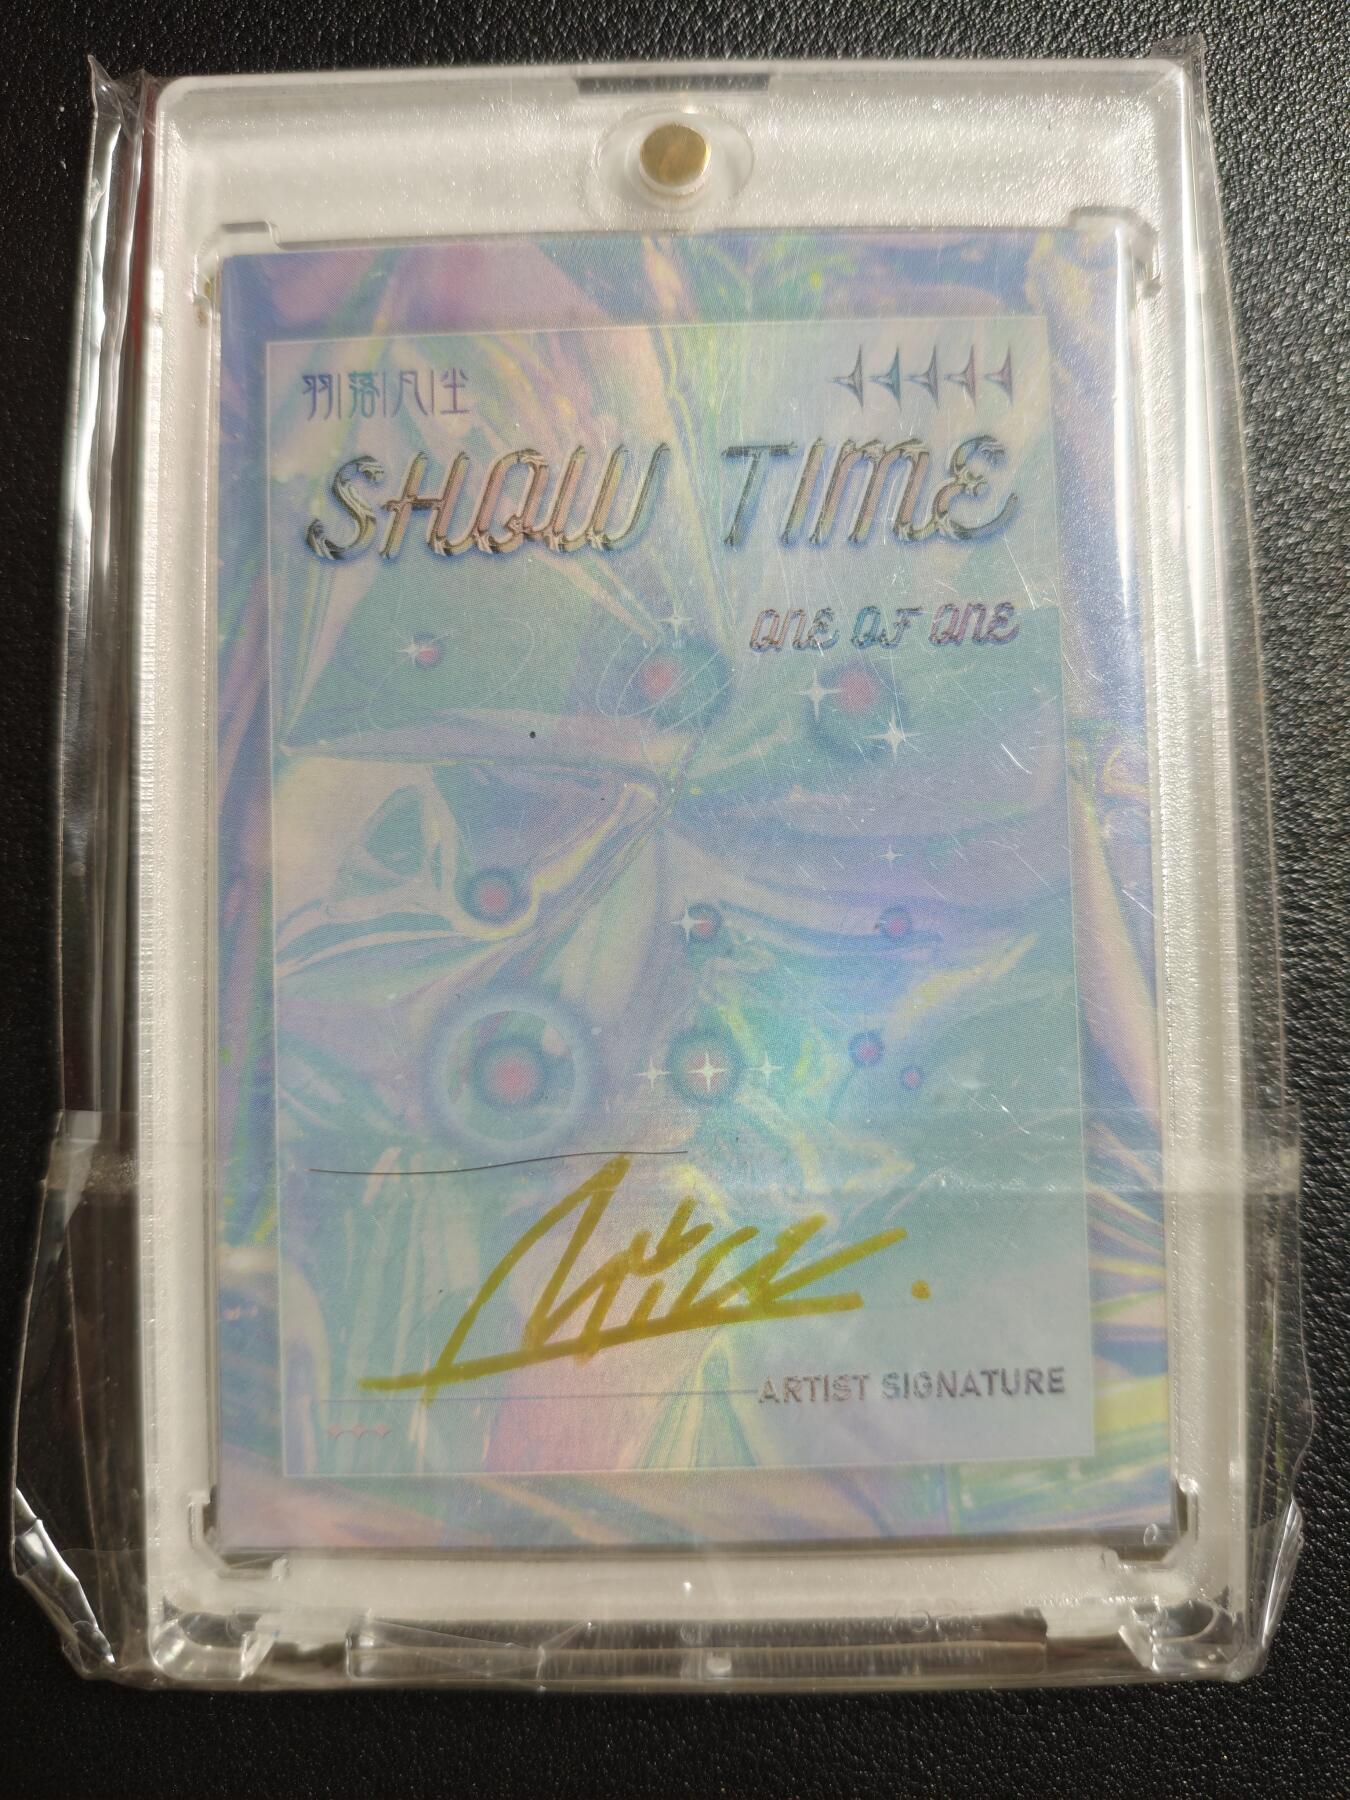 羽|落|凡|尘
SHOW TIME
ONE OF ONE
ARTIST SIGNATURE